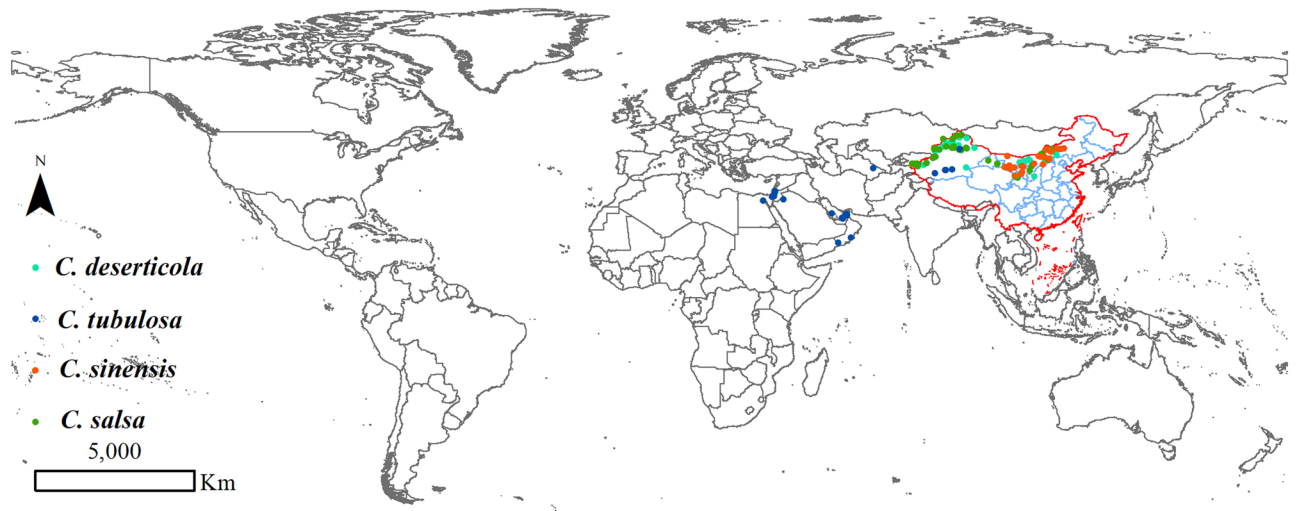 N
C. deserticola
C. tubulosa
C. sinensis
C. salsa
5,000
Km